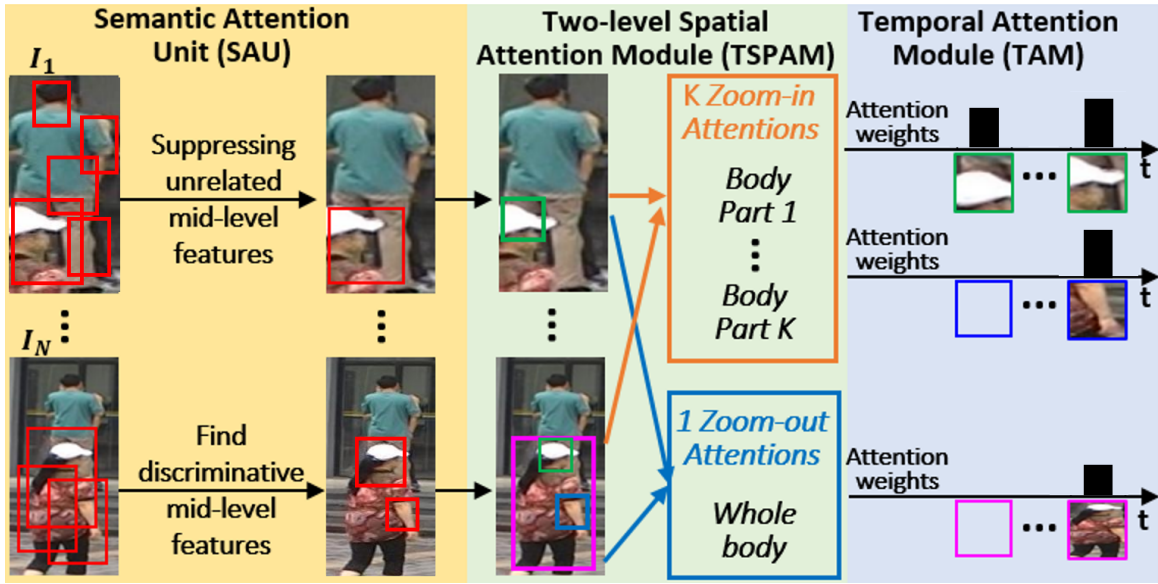 Semantic Attention
Unit (SAU)
I₁
Suppressing
unrelated
mid-level
features
I_N
Find
discriminative
mid-level
features
Two-level Spatial
Attention Module (TSPAM)
K Zoom-in
Attentions
Body
Part 1
Body
Part K
1 Zoom-out
Attentions
Whole
body
Temporal Attention
Module (TAM)
Attention
weights
t
Attention
weights
t
Attention
weights
t